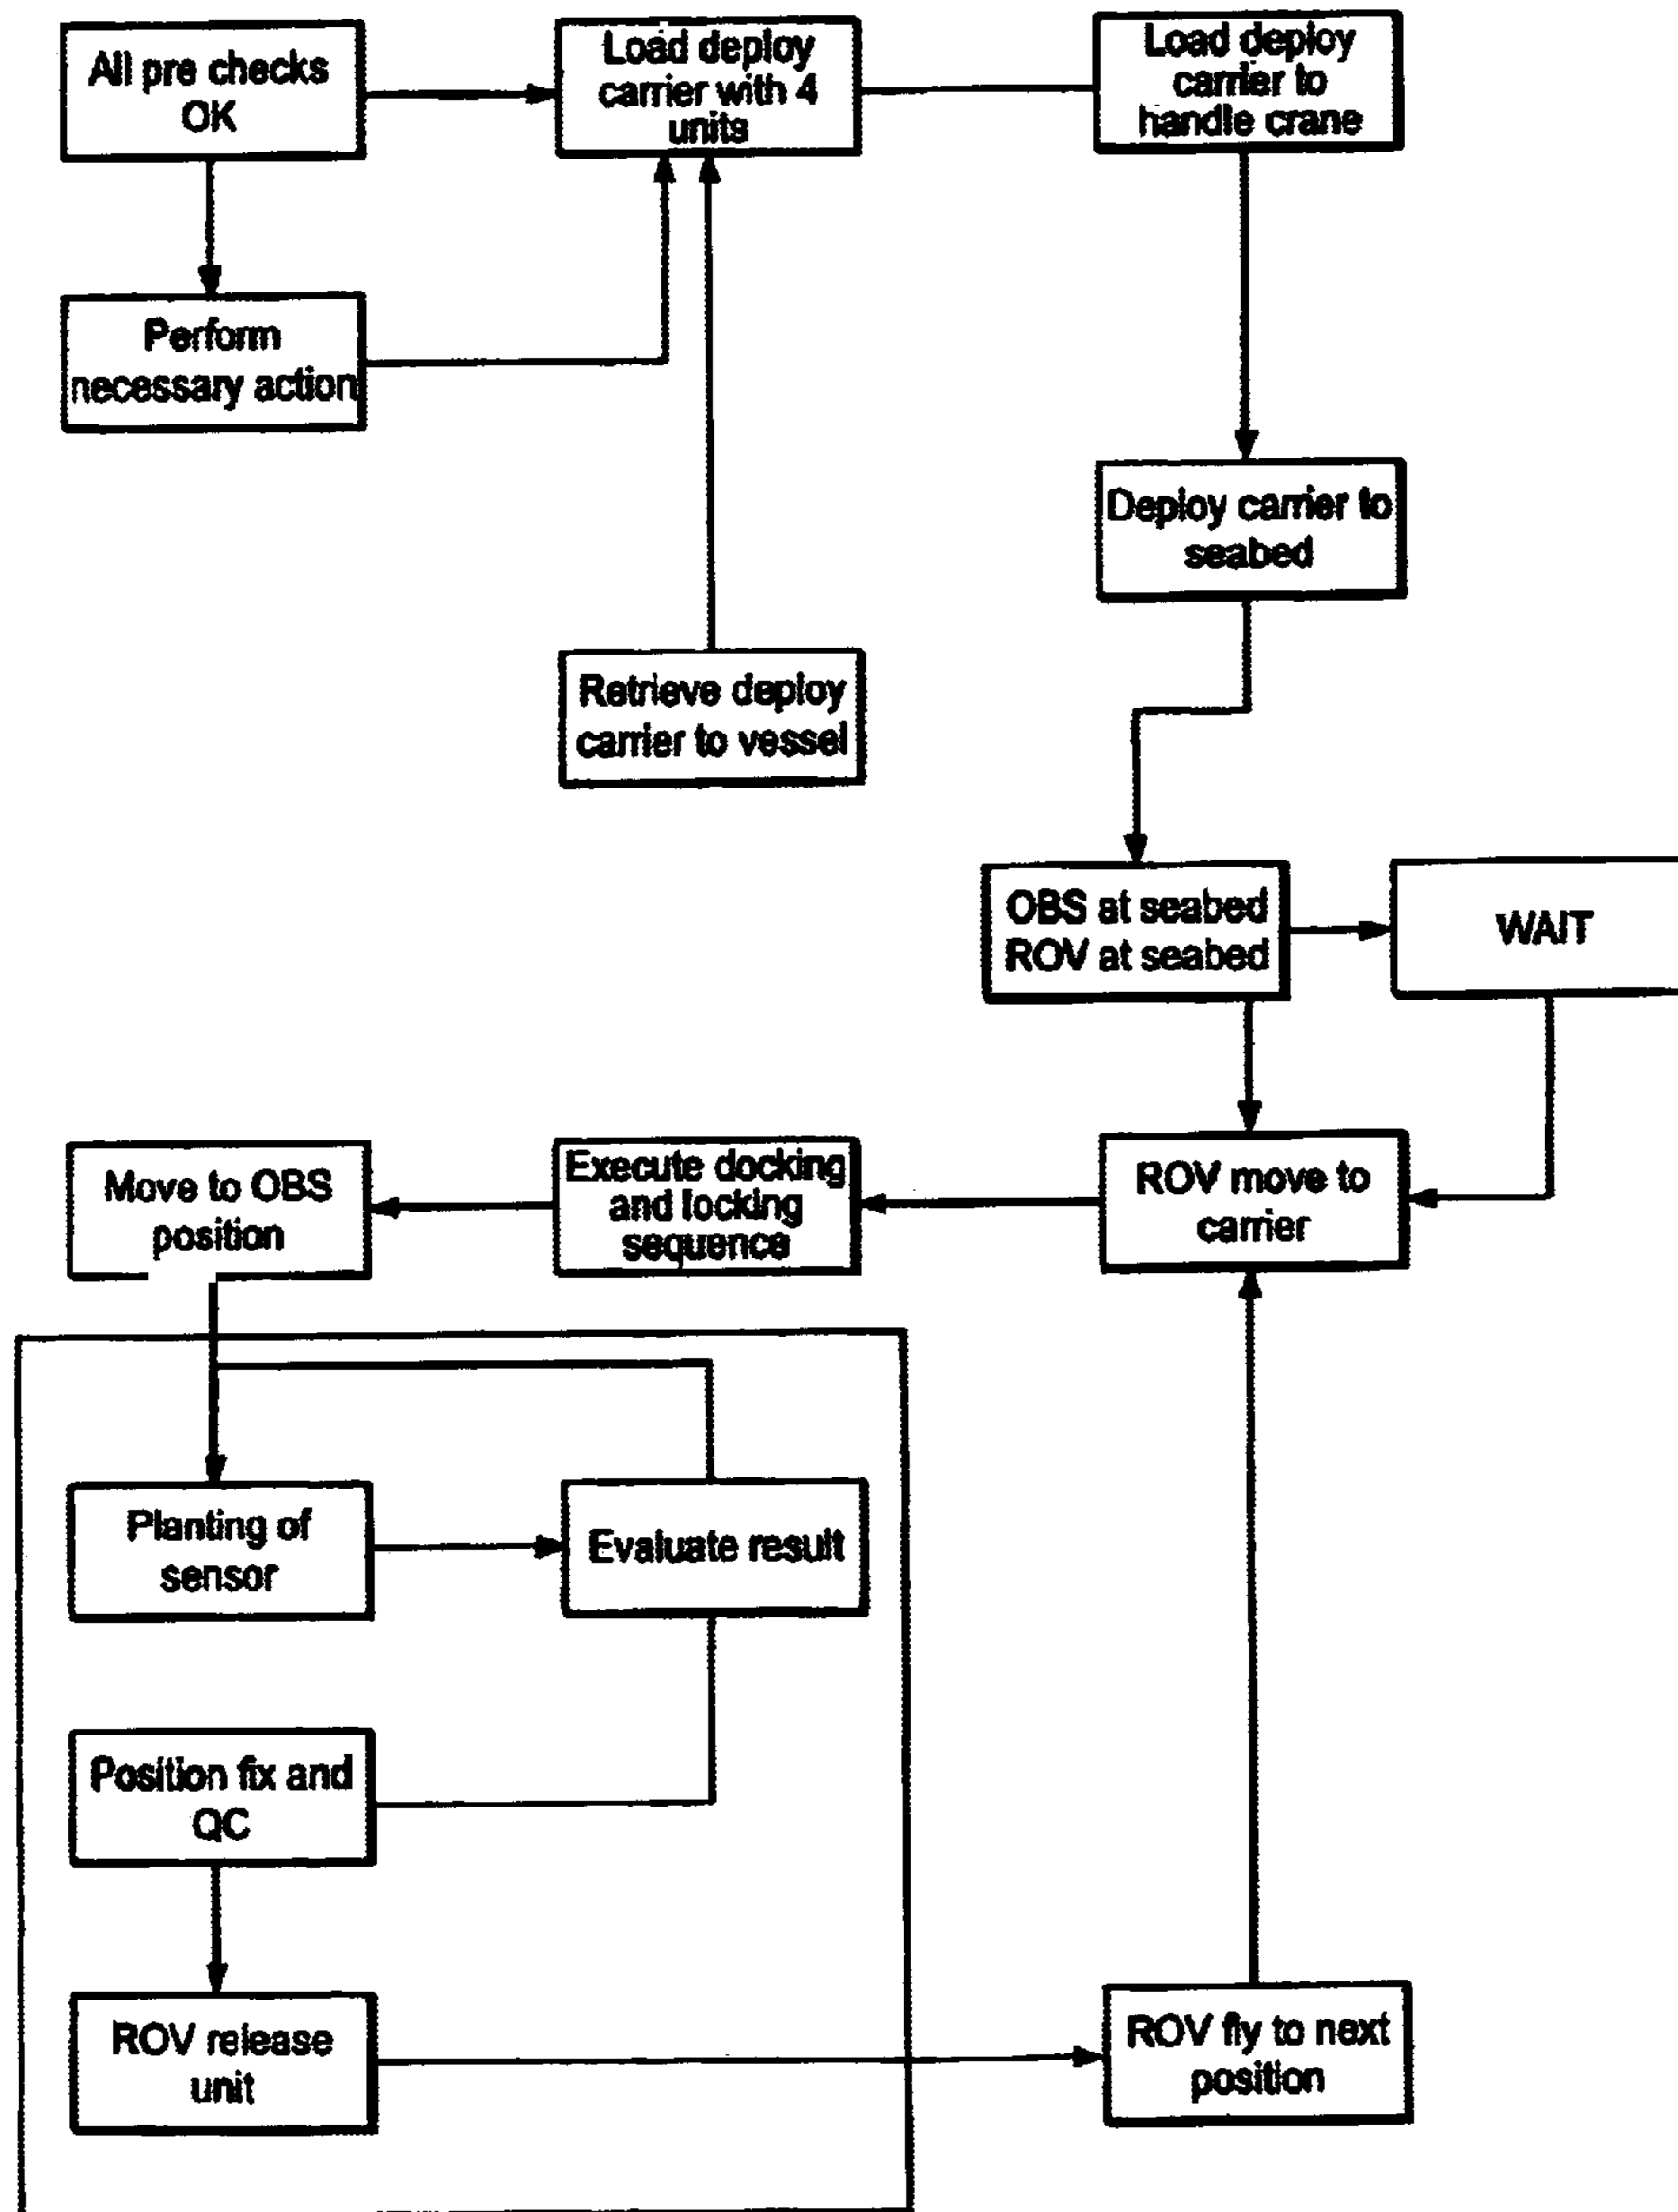 All pre checks
OK
Load deploy
carrier with 4
units
Load deploy
carrier to
handle crane
Perform
necessary action
Deploy carrier to
seabed
Retrieve deploy
carrier to vessel
OBS at seabed
ROV at seabed
WAIT
Move to OBS
position
Execute docking
and locking
sequence
ROV move to
carrier
Planting of
sensor
Evaluate result
Position fix and
QC
ROV release
unit
ROV fly to next
position